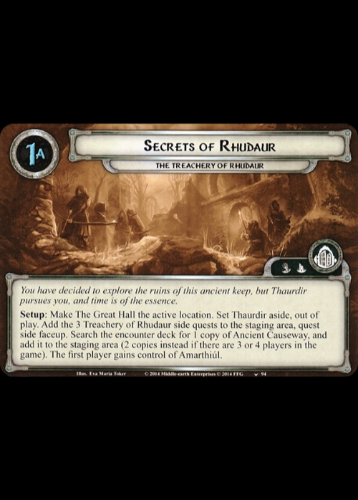 1A
SECRETS OF RHUDAUR
THE TREACHERY OF RHUDAUR
You have decided to explore the ruins of this ancient keep, but Thaurdir
pursues you, and time is of the essence.
Setup: Make The Great Hall the active location. Set Thaurdir aside, out of
play. Add the 3 Treachery of Rhudaur side quests to the staging area, quest
side faceup. Search the encounter deck for 1 copy of Ancient Causeway, and
add it to the staging area (2 copies instead if there are 3 or 4 players in the
game). The first player gains control of Amarthiúl.
Illus. Eva Maria Toker © 2014 Middle-earth Enterprises © 2014 FFG 94